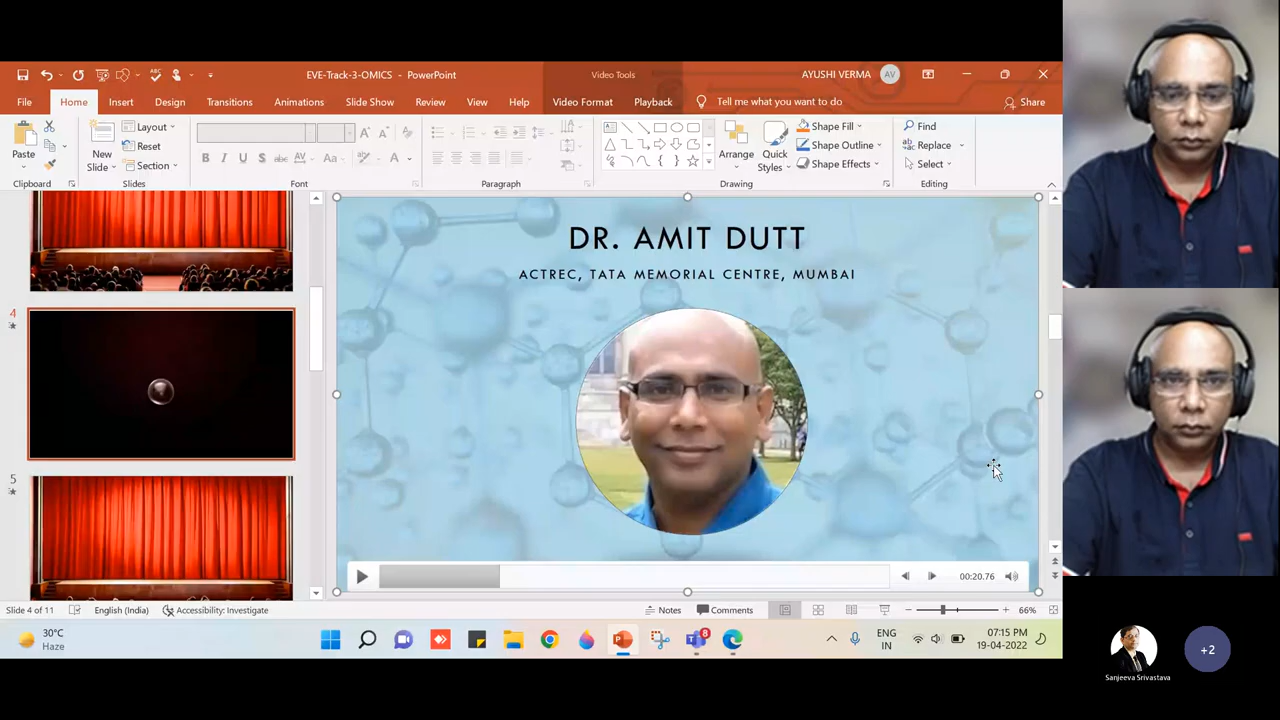 EVE-Track-3-OMICS - PowerPoint
Video Tools
AYUSHI VERMA
AV
File
Home
Insert
Design
Transitions
Animations
Slide Show
Review
View
Help
Video Format
Playback
Tell me what you want to do
Share
Paste
Clipboard
New
Slide
Layout
Reset
Section
Slides
Font
Paragraph
Arrange
Quick
Styles
Shape Fill
Shape Outline
Shape Effects
Drawing
Find
Replace
Select
Editing
4
5
DR. AMIT DUTT
ACTREC, TATA MEMORIAL CENTRE, MUMBAI
00:20.76
Slide 4 of 11
English (India)
Accessibility: Investigate
Notes
Comments
66%
30°C
Haze
8
ENG
IN
07:15 PM
19-04-2022
Sanjeeva Srivastava
+2